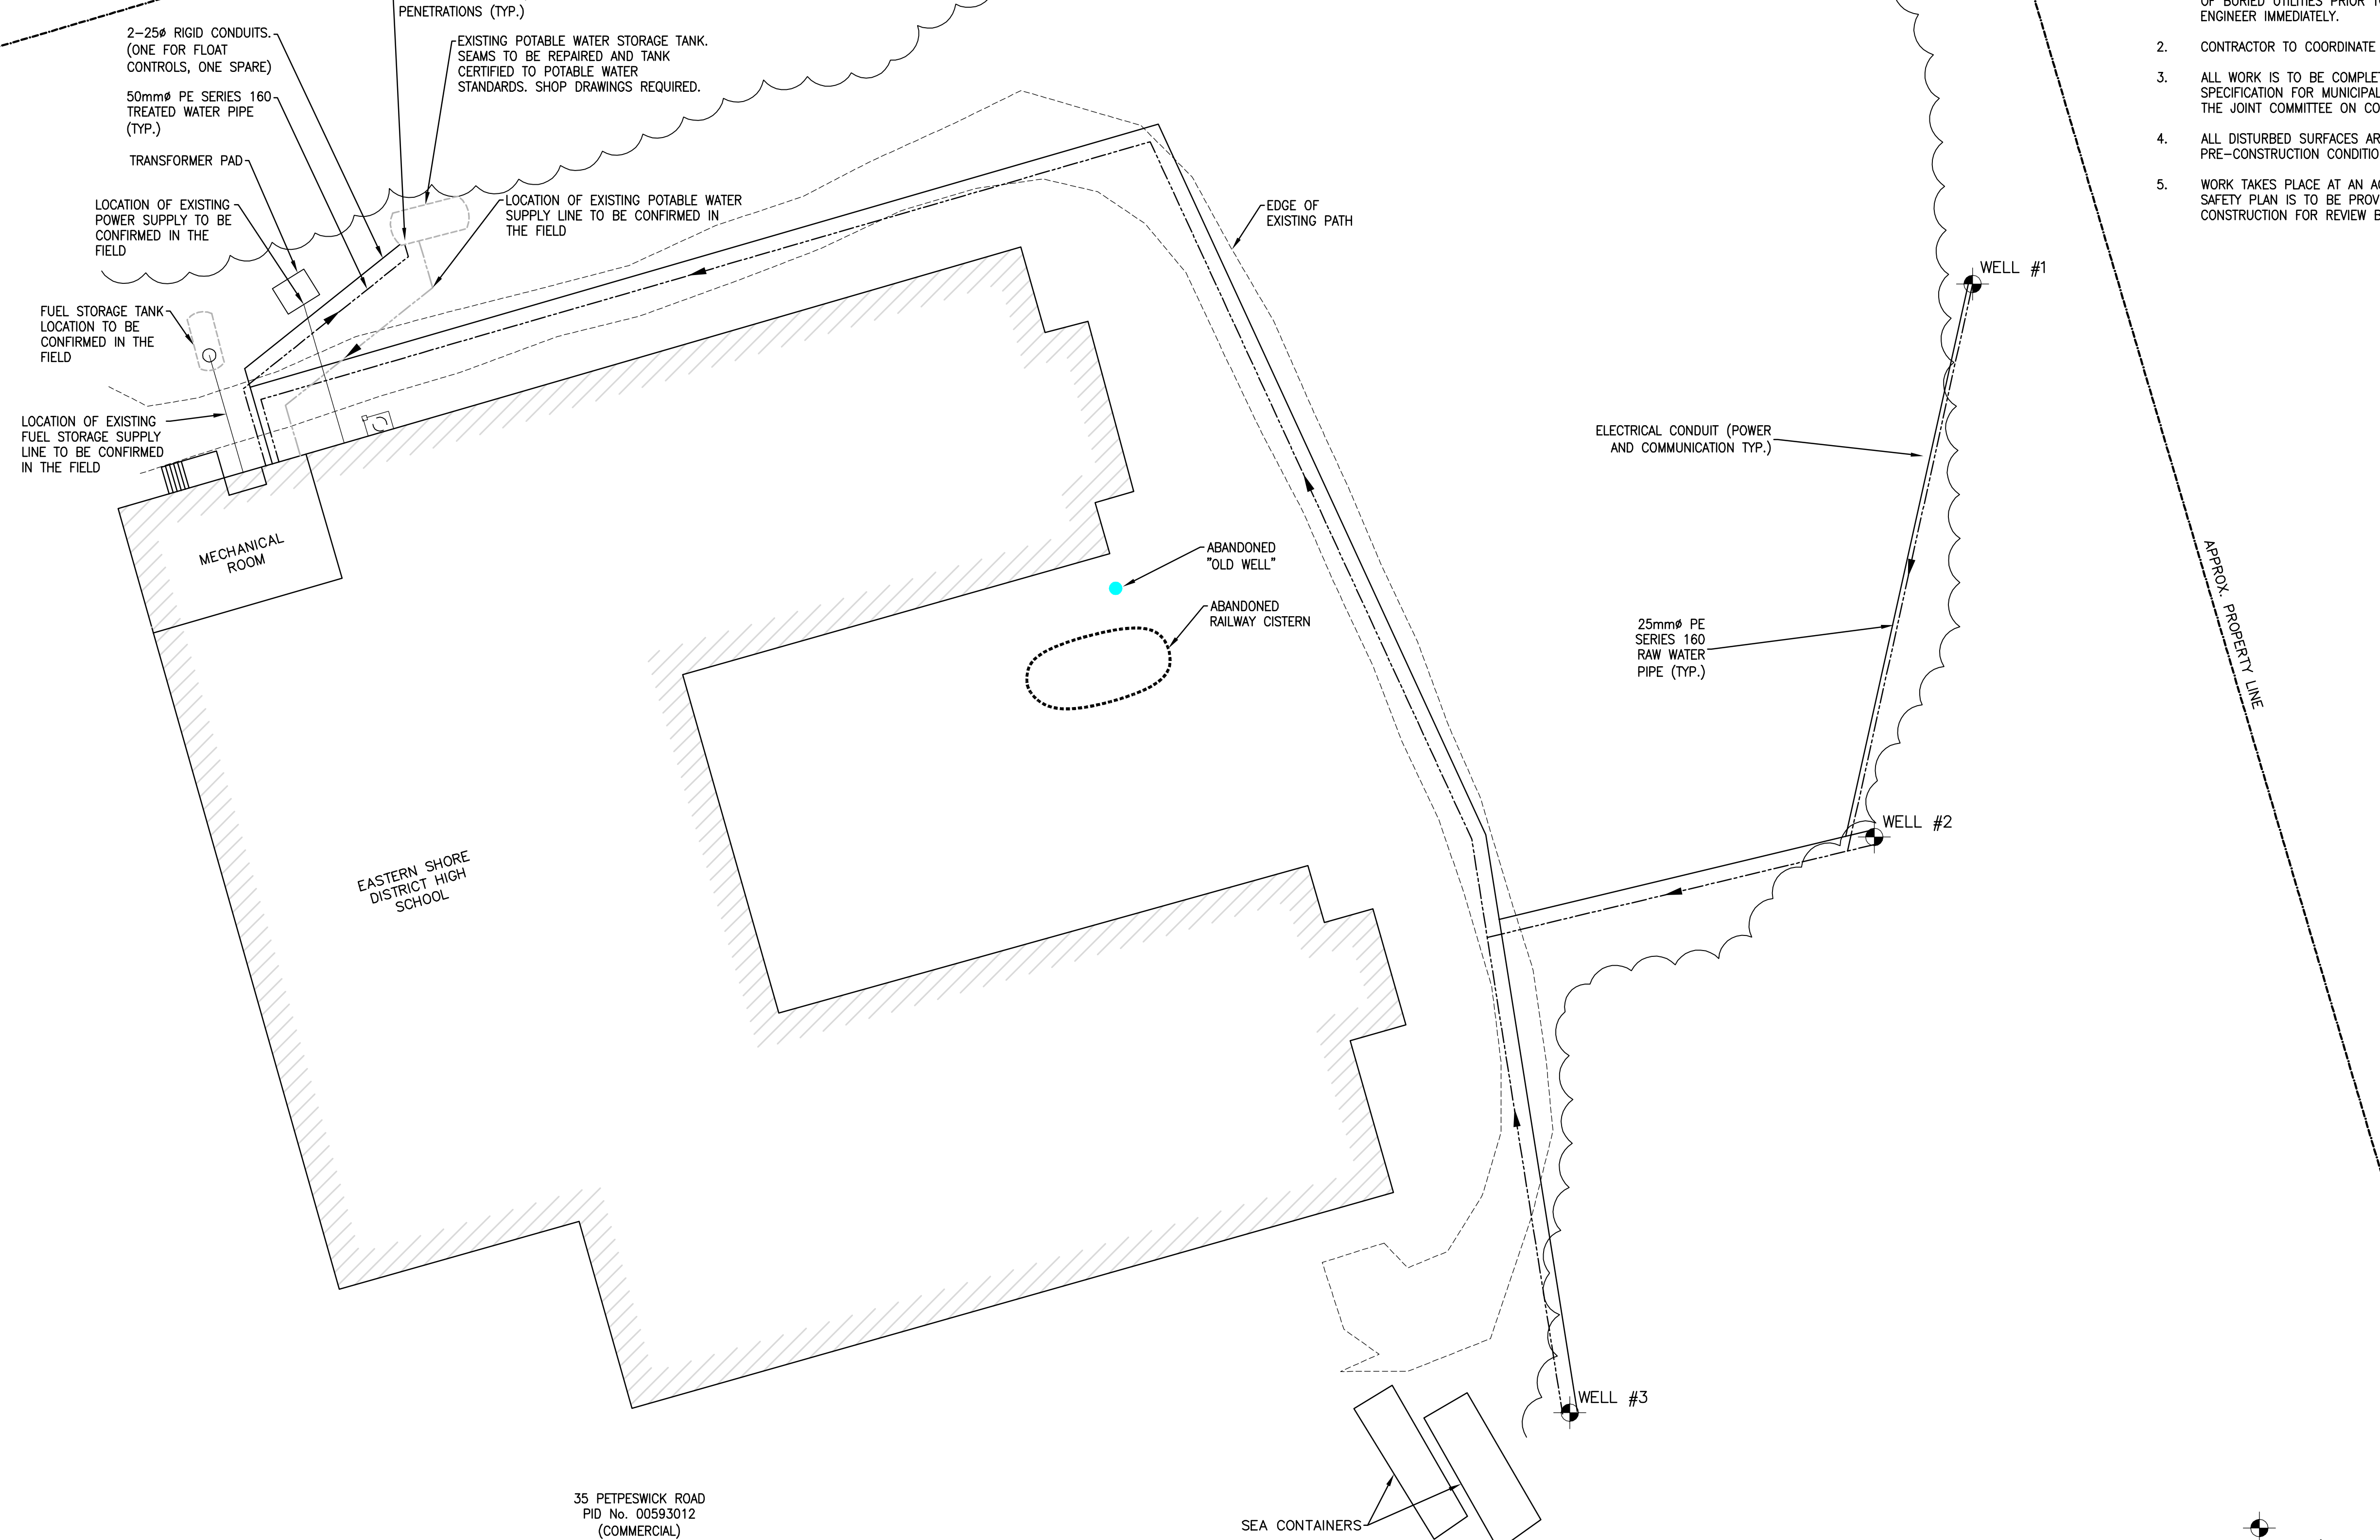 PENETRATIONS (TYP.)
2-25ø RIGID CONDUITS.
(ONE FOR FLOAT
CONTROLS, ONE SPARE)
EXISTING POTABLE WATER STORAGE TANK.
SEAMS TO BE REPAIRED AND TANK
CERTIFIED TO POTABLE WATER
STANDARDS. SHOP DRAWINGS REQUIRED.
50mmø PE SERIES 160
TREATED WATER PIPE
(TYP.)
TRANSFORMER PAD
LOCATION OF EXISTING
POWER SUPPLY TO BE
CONFIRMED IN THE
FIELD
LOCATION OF EXISTING POTABLE WATER
SUPPLY LINE TO BE CONFIRMED IN
THE FIELD
EDGE OF
EXISTING PATH
FUEL STORAGE TANK
LOCATION TO BE
CONFIRMED IN THE
FIELD
LOCATION OF EXISTING
FUEL STORAGE SUPPLY
LINE TO BE CONFIRMED
IN THE FIELD
MECHANICAL
ROOM
ABANDONED
"OLD WELL"
ABANDONED
RAILWAY CISTERN
EASTERN SHORE
DISTRICT HIGH
SCHOOL
WELL #1
ELECTRICAL CONDUIT (POWER
AND COMMUNICATION TYP.)
25mmø PE
SERIES 160
RAW WATER
PIPE (TYP.)
WELL #2
WELL #3
APPROX. PROPERTY LINE
SEA CONTAINERS
35 PETPESWICK ROAD
PID No. 00593012
(COMMERCIAL)
OF BURIED UTILITIES PRIOR
ENGINEER IMMEDIATELY.
2. CONTRACTOR TO COORDINATE
3. ALL WORK IS TO BE
SPECIFICATION FOR
THE JOINT COMMITTEE ON
4. ALL DISTURBED SURFACES
PRE-CONSTRUCTION
5. WORK TAKES PLACE AT AN
SAFETY PLAN IS TO BE
CONSTRUCTION FOR REVIEW